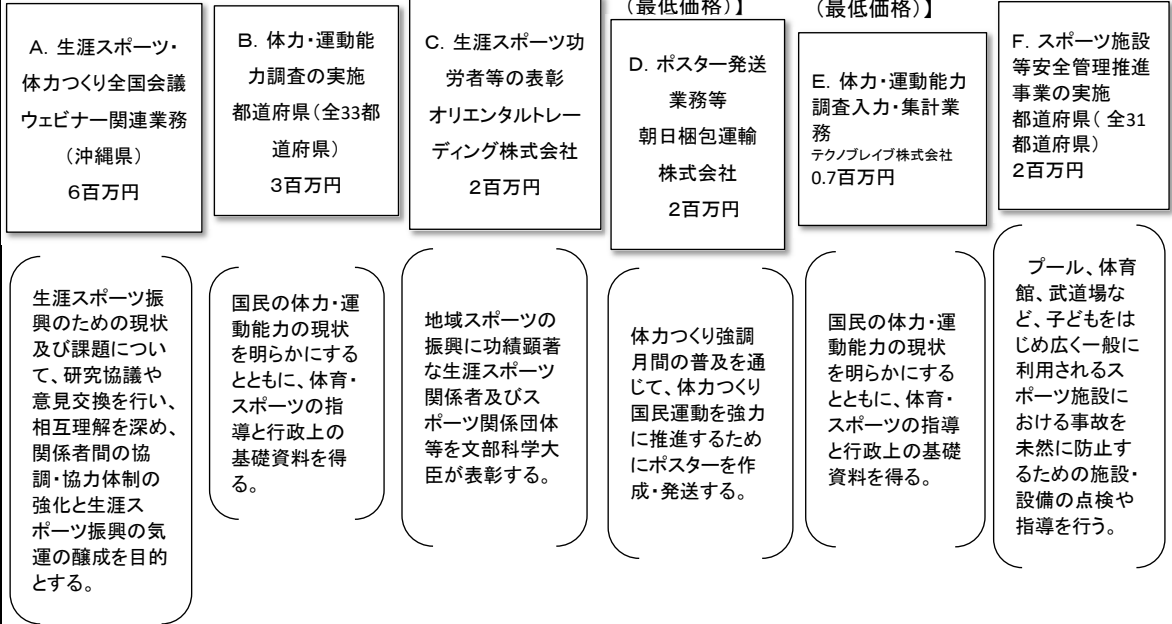 （最低価格）】
（最低価格）】
A．生涯スポーツ・
体力つくり全国会議
ウェビナー関連業務
（沖縄県）
6百万円
B．体力・運動能
力調査の実施
都道府県（全33都
道府県）
3百万円
C．生涯スポーツ功
労者等の表彰
オリエンタルトレー
ディング株式会社
2百万円
D．ポスター発送
業務等
朝日梱包運輸
株式会社
2百万円
E．体力・運動能力
調査入力・集計業
務
テクノブレイブ株式会社
0.7百万円
F．スポーツ施設
等安全管理推進
事業の実施
都道府県（ 全31
都道府県）
2百万円
生涯スポーツ振
興のための現状
及び課題につい
て、研究協議や
意見交換を行い、
相互理解を深め、
関係者間の協
調・協力体制の
強化と生涯ス
ポーツ振興の気
運の醸成を目的
とする。
国民の体力・運
動能力の現状
を明らかにする
とともに、体育・
スポーツの指
導と行政上の
基礎資料を得
る。
地域スポーツの
振興に功績顕著
な生涯スポーツ
関係者及びス
ポーツ関係団体
等を文部科学大
臣が表彰する。
体力つくり強調
月間の普及を通
じて、体力つくり
国民運動を強力
に推進するため
にポスターを作
成・発送する。
国民の体力・運
動能力の現状
を明らかにする
とともに、体育・
スポーツの指導
と行政上の基礎
資料を得る。
プール、体育
館、武道場な
ど、子どもをは
じめ広く一般に
利用されるス
ポーツ施設に
おける事故を
未然に防止す
るための施設・
設備の点検や
指導を行う。